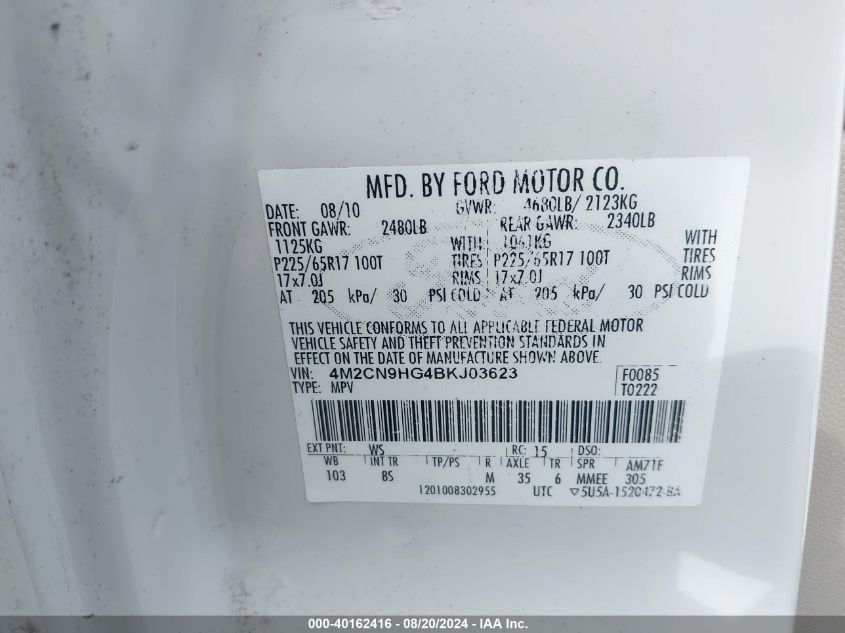 MFD. BY FORD MOTOR CO.
DATE: 08/10 GVWR: 4680LB/ 2123KG
FRONT GAWR: 2480LB REAR GAWR: 2340LB
1125KG WITH 1061KG WITH
P225/65R17 100T TIRES P225/65R17 100T TIRES
17x7.0J RIMS 17x7.0J RIMS
AT 205 kPa/ 30 PSI COLD AT 205 kPa/ 30 PSI COLD
THIS VEHICLE CONFORMS TO ALL APPLICABLE FEDERAL MOTOR
VEHICLE SAFETY AND THEFT PREVENTION STANDARDS IN
EFFECT ON THE DATE OF MANUFACTURE SHOWN ABOVE.
VIN: 4M2CN9HG4BKJ03623 F0085
TYPE: MPV T0222
EXT PNT: WS RC: 15 DSO:
WB INT TR TP/PS R AXLE TR SPR AM71F
103 8S M 35 6 MMEE 305
1201008302955 UTC ▽5U5A-1520472-BA
000-40162416 - 08/20/2024 - IAA Inc.